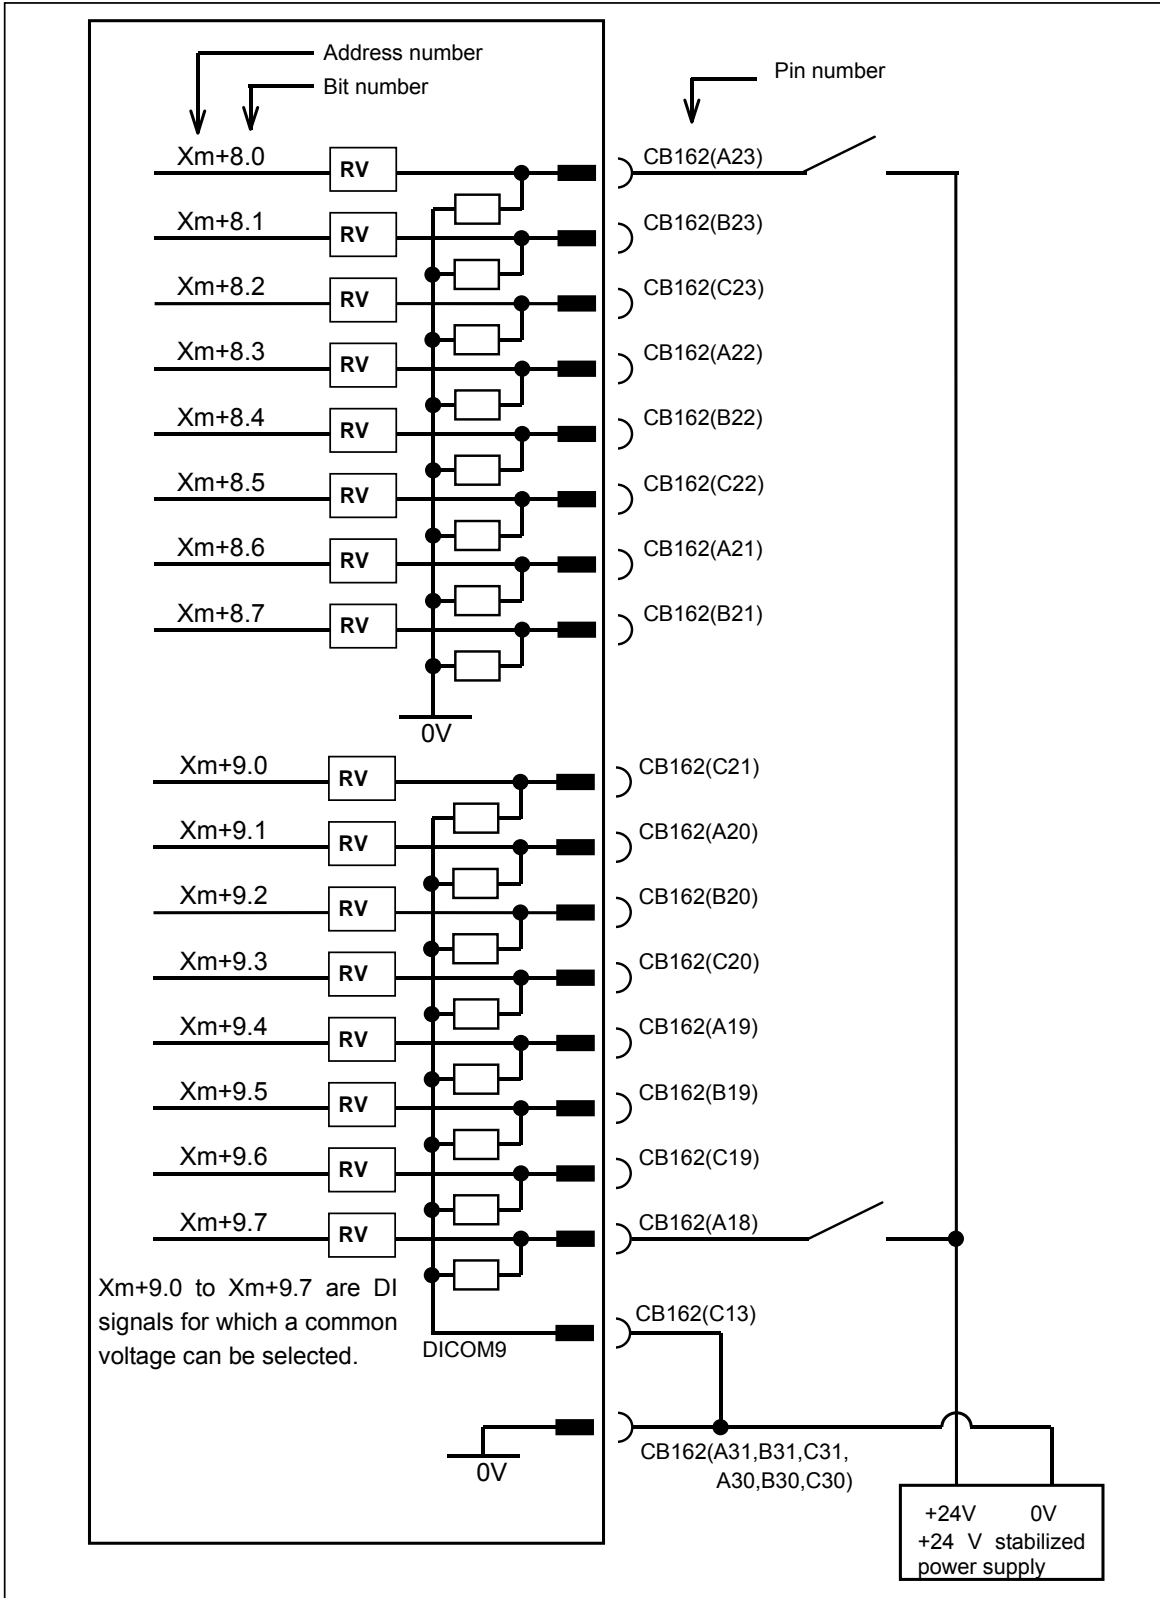 Address number
Bit number
Pin number
Xm+8.0 RV CB162(A23)
Xm+8.1 RV CB162(B23)
Xm+8.2 RV CB162(C23)
Xm+8.3 RV CB162(A22)
Xm+8.4 RV CB162(B22)
Xm+8.5 RV CB162(C22)
Xm+8.6 RV CB162(A21)
Xm+8.7 RV CB162(B21)
0V
Xm+9.0 RV CB162(C21)
Xm+9.1 RV CB162(A20)
Xm+9.2 RV CB162(B20)
Xm+9.3 RV CB162(C20)
Xm+9.4 RV CB162(A19)
Xm+9.5 RV CB162(B19)
Xm+9.6 RV CB162(C19)
Xm+9.7 RV CB162(A18)
Xm+9.0 to Xm+9.7 are DI
signals for which a common
voltage can be selected.
DICOM9
CB162(C13)
0V
CB162(A31,B31,C31,
A30,B30,C30)
+24V 0V
+24 V stabilized
power supply